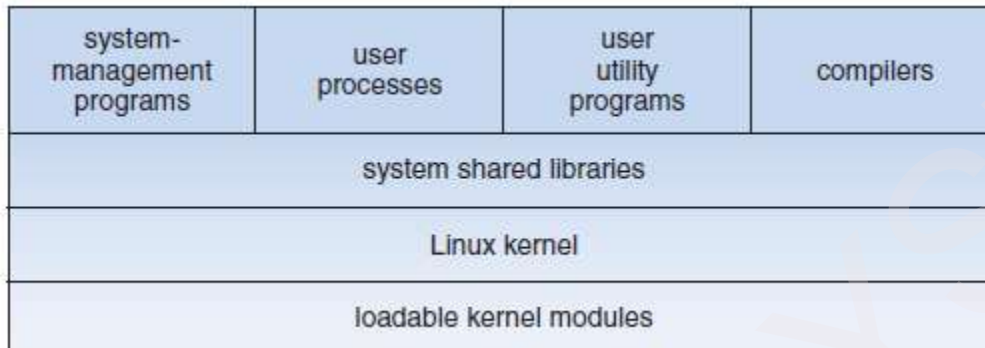 system-
management
programs
user
processes
user
utility
programs
compilers
system shared libraries
Linux kernel
loadable kernel modules